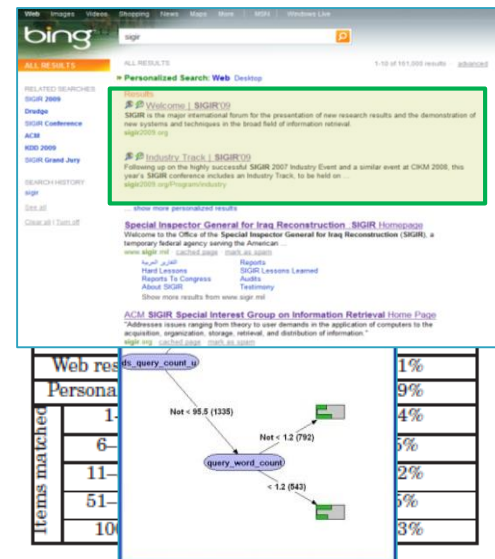 Web Images Videos Shopping News Maps More | MSN | Windows Live
bing
sigir
ALL RESULTS
ALL RESULTS
1-10 of 101,000 results · advanced
Personalized Search: Web Desktop
RELATED SEARCHES
SIGIR 2009
Drudge
SIGIR Conference
ACM
KDD 2009
SIGIR Grand Jury
SEARCH HISTORY
sigir
See all
Clear all | Turn off
Results
Welcome | SIGIR'09
SIGIR is the major international forum for the presentation of new research results and the demonstration of
new systems and techniques in the broad field of information retrieval.
sigir2009.org
Industry Track | SIGIR'09
Following up on the highly successful SIGIR 2007 Industry Event and a similar event at CIKM 2008, this
year's SIGIR conference includes an Industry Track, to be held on ...
sigir2009.org/Program/industry
... show more personalized results
Special Inspector General for Iraq Reconstruction SIGIR Homepage
Welcome to the Office of the Special Inspector General for Iraq Reconstruction (SIGIR), a
temporary federal agency serving the American ...
www.sigir.mil · cached page · mark as spam
التقارير العربية Reports
Hard Lessons SIGIR Lessons Learned
Reports To Congress Audits
About SIGIR Testimony
Show more results from www.sigir.mil
ACM SIGIR Special Interest Group on Information Retrieval Home Page
"Addresses issues ranging from theory to user demands in the application of computers to the
acquisition, organization, storage, retrieval, and distribution of information."
sigir.org · cached page · mark as spam
Web res ds_query_count_u 1%
Persona 9%
Items matched
1- Not < 95.5 (1335) 4%
6– Not < 1.2 (792) 5%
11– query_word_count 2%
51– < 1.2 (543) 5%
10 3%